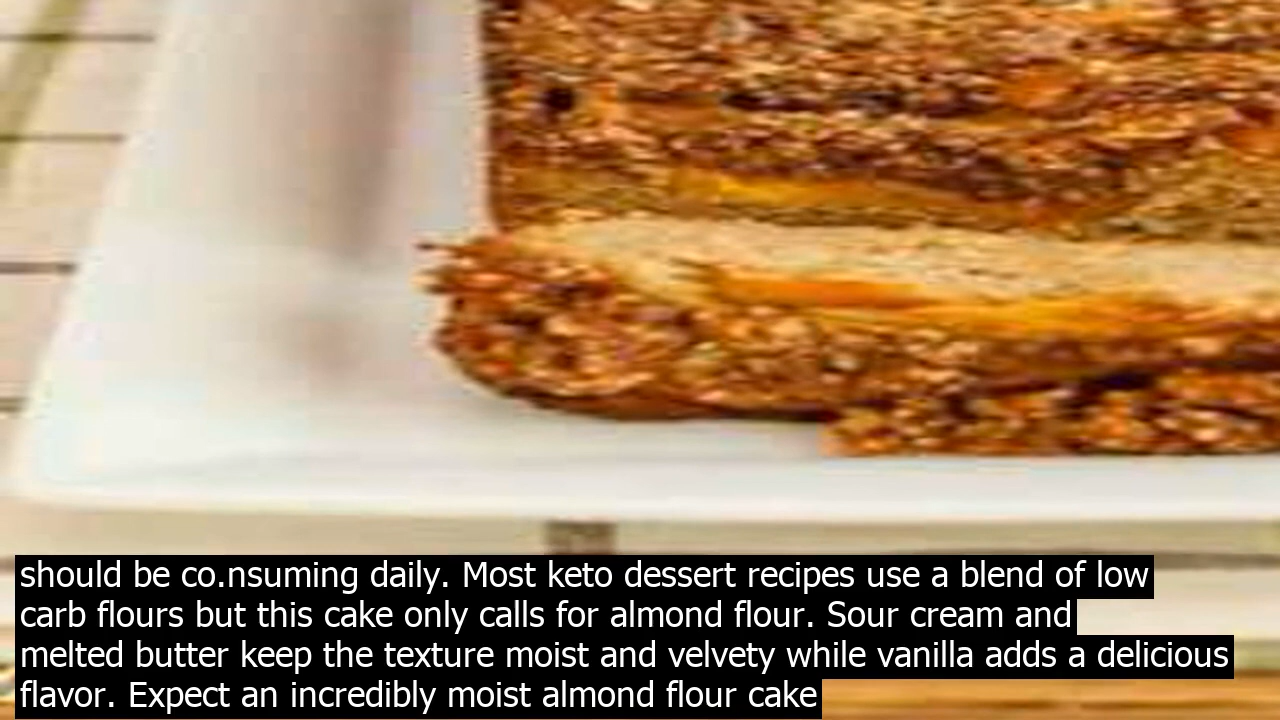 should be co.nsuming daily. Most keto dessert recipes use a blend of low
carb flours but this cake only calls for almond flour. Sour cream and
melted butter keep the texture moist and velvety while vanilla adds a delicious
flavor. Expect an incredibly moist almond flour cake